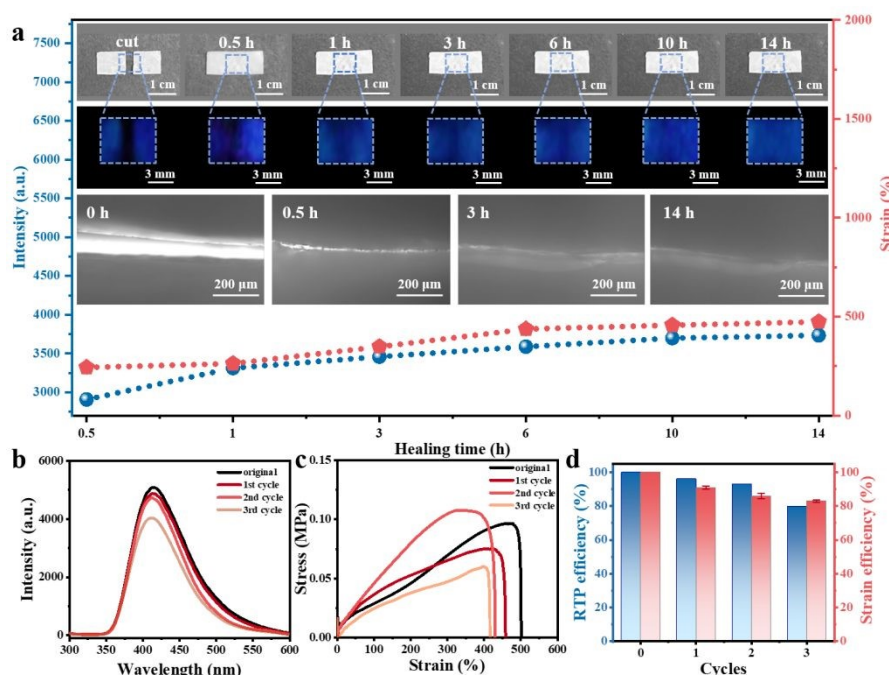 a
7500
7000
6500
6000
5500
5000
4500
4000
3500
3000
Intensity (a.u.)
cut
0.5 h
1 h
3 h
6 h
10 h
14 h
1 cm
1 cm
1 cm
1 cm
1 cm
1 cm
1 cm
3 mm
3 mm
3 mm
3 mm
3 mm
3 mm
3 mm
0 h
0.5 h
3 h
14 h
200 μm
200 μm
200 μm
200 μm
2000
1500
1000
500
0
Strain (%)
0.5
1
3
6
10
14
Healing time (h)
b
6000
4000
2000
0
Intensity (a.u.)
original
1st cycle
2nd cycle
3rd cycle
300
400
500
600
Wavelength (nm)
c
0.15
0.10
0.05
0.00
Stress (MPa)
original
1st cycle
2nd cycle
3rd cycle
0
100
200
300
400
500
600
Strain (%)
d
100
80
60
40
20
0
RTP efficiency (%)
100
80
60
40
20
0
Strain efficiency (%)
0
1
2
3
Cycles